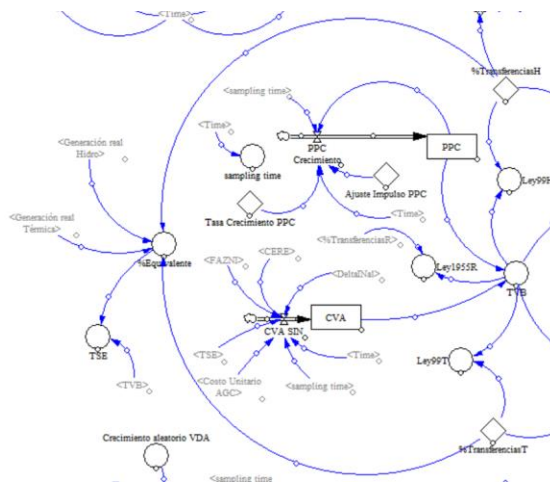 <Time>
%TransferenciasH
<sampling time>
<Time>
PPC
Crecimiento
PPC
<Generación real
Hidro>
sampling time
Ajuste Impulso PPC
Ley99H
Tasa Crecimiento PPC
<Time>
<Generación real
Térmica>
<%TransferenciasR>
%Equivalente
<FAZNI>
<CERE>
Ley1955R
<DeltaNal>
TVB
CVA
CVA SIN
TSE
<TSE>
<Time>
Ley99T
<TVB>
<Costo Unitario
AGC>
<sampling time>
Crecimiento aleatorio VDA
%TransferenciasT
<sampling time